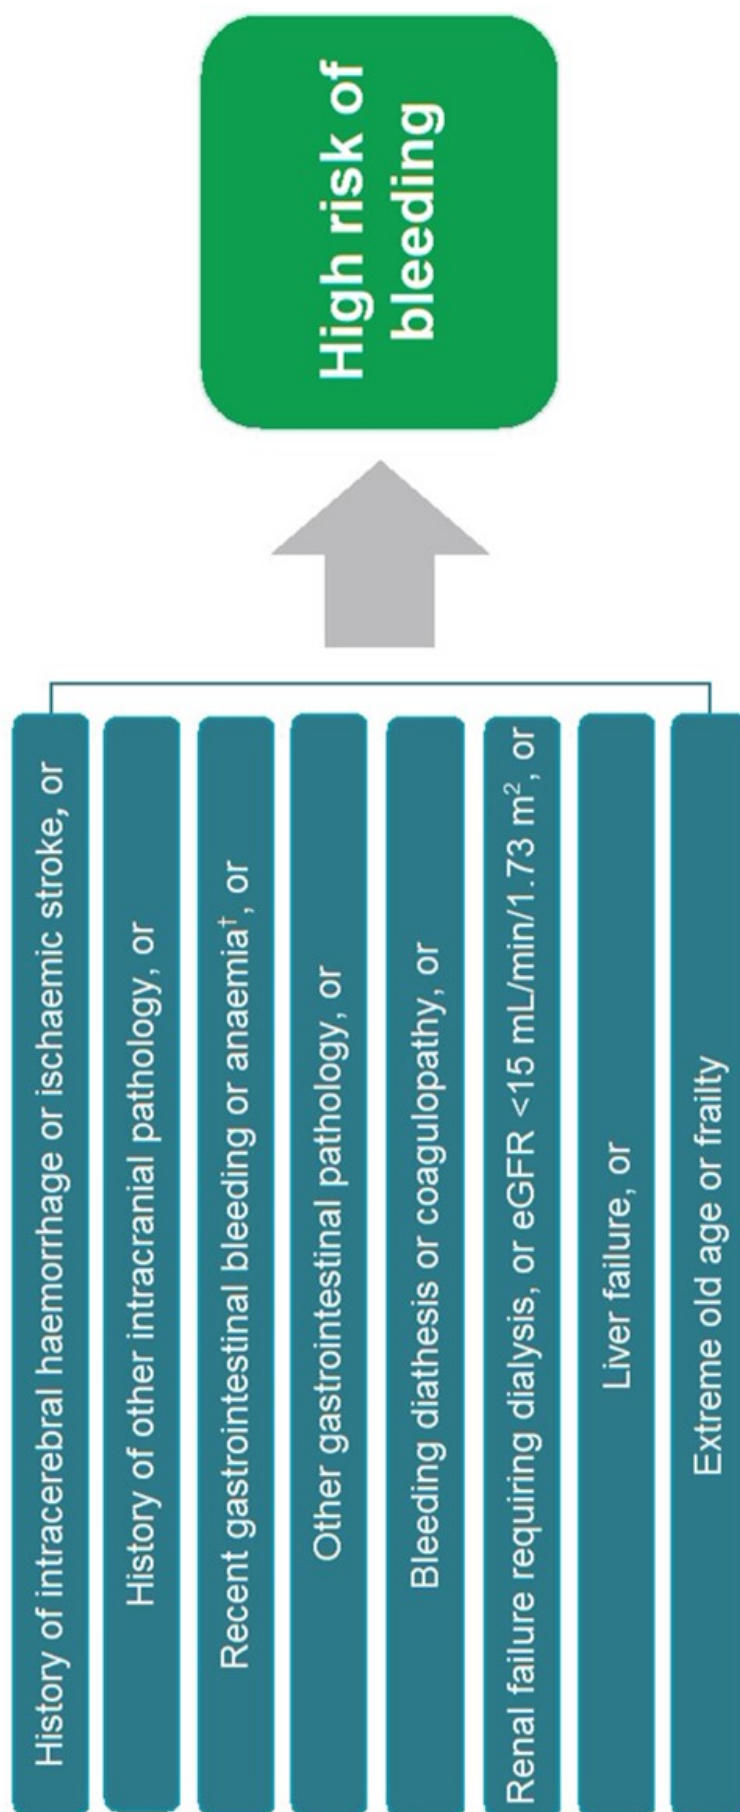 History of intracerebral haemorrhage or ischaemic stroke, or
History of other intracranial pathology, or
Recent gastrointestinal bleeding or anaemia†, or
Other gastrointestinal pathology, or
Bleeding diathesis or coagulopathy, or
Renal failure requiring dialysis, or eGFR <15 mL/min/1.73 m², or
Liver failure, or
Extreme old age or frailty
High risk of
bleeding